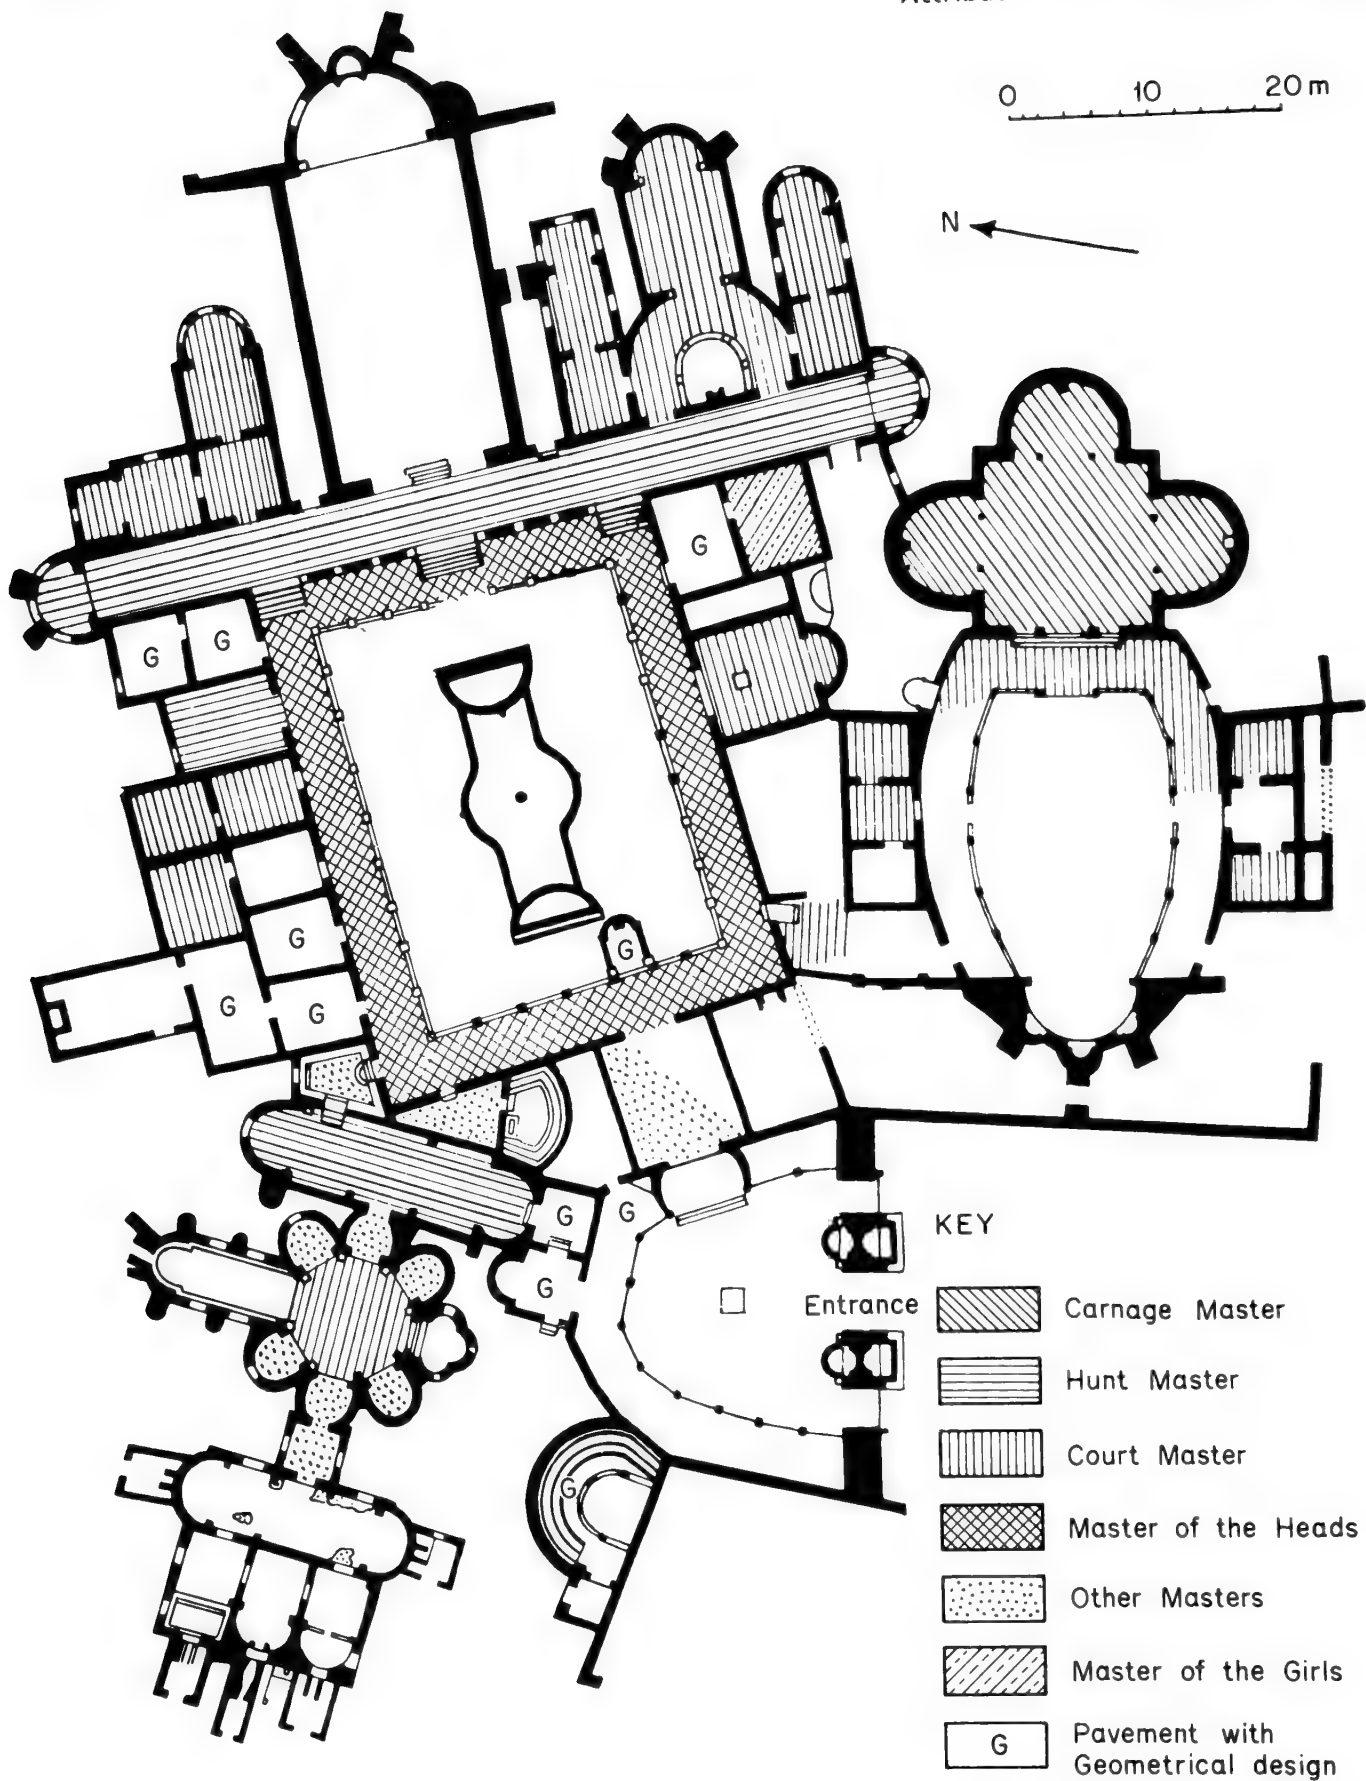 0 10 20 m
N
G
G
G
G
G
G
G
G
G
G
G
Entrance
G
KEY
Carnage Master
Hunt Master
Court Master
Master of the Heads
Other Masters
Master of the Girls
G
Pavement with
Geometrical design